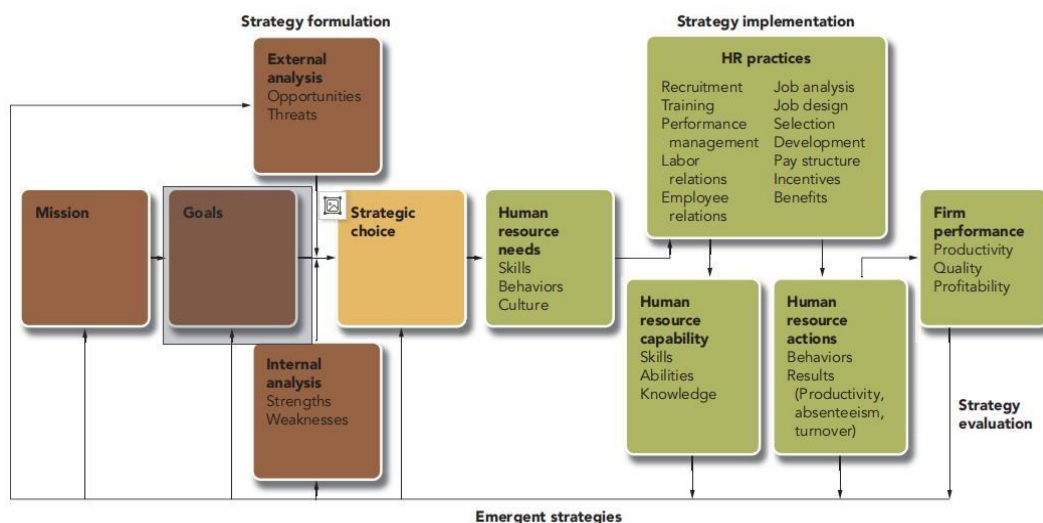 Strategy formulation
Strategy implementation
External
analysis
Opportunities
Threats
HR practices
Recruitment
Training
Performance
management
Labor
relations
Employee
relations
Job analysis
Job design
Selection
Development
Pay structure
Incentives
Benefits
Mission
Goals
Strategic
choice
Human
resource
needs
Skills
Behaviors
Culture
Firm
performance
Productivity
Quality
Profitability
Internal
analysis
Strengths
Weaknesses
Human
resource
capability
Skills
Abilities
Knowledge
Human
resource
actions
Behaviors
Results
(Productivity,
absenteeism,
turnover)
Strategy
evaluation
Emergent strategies